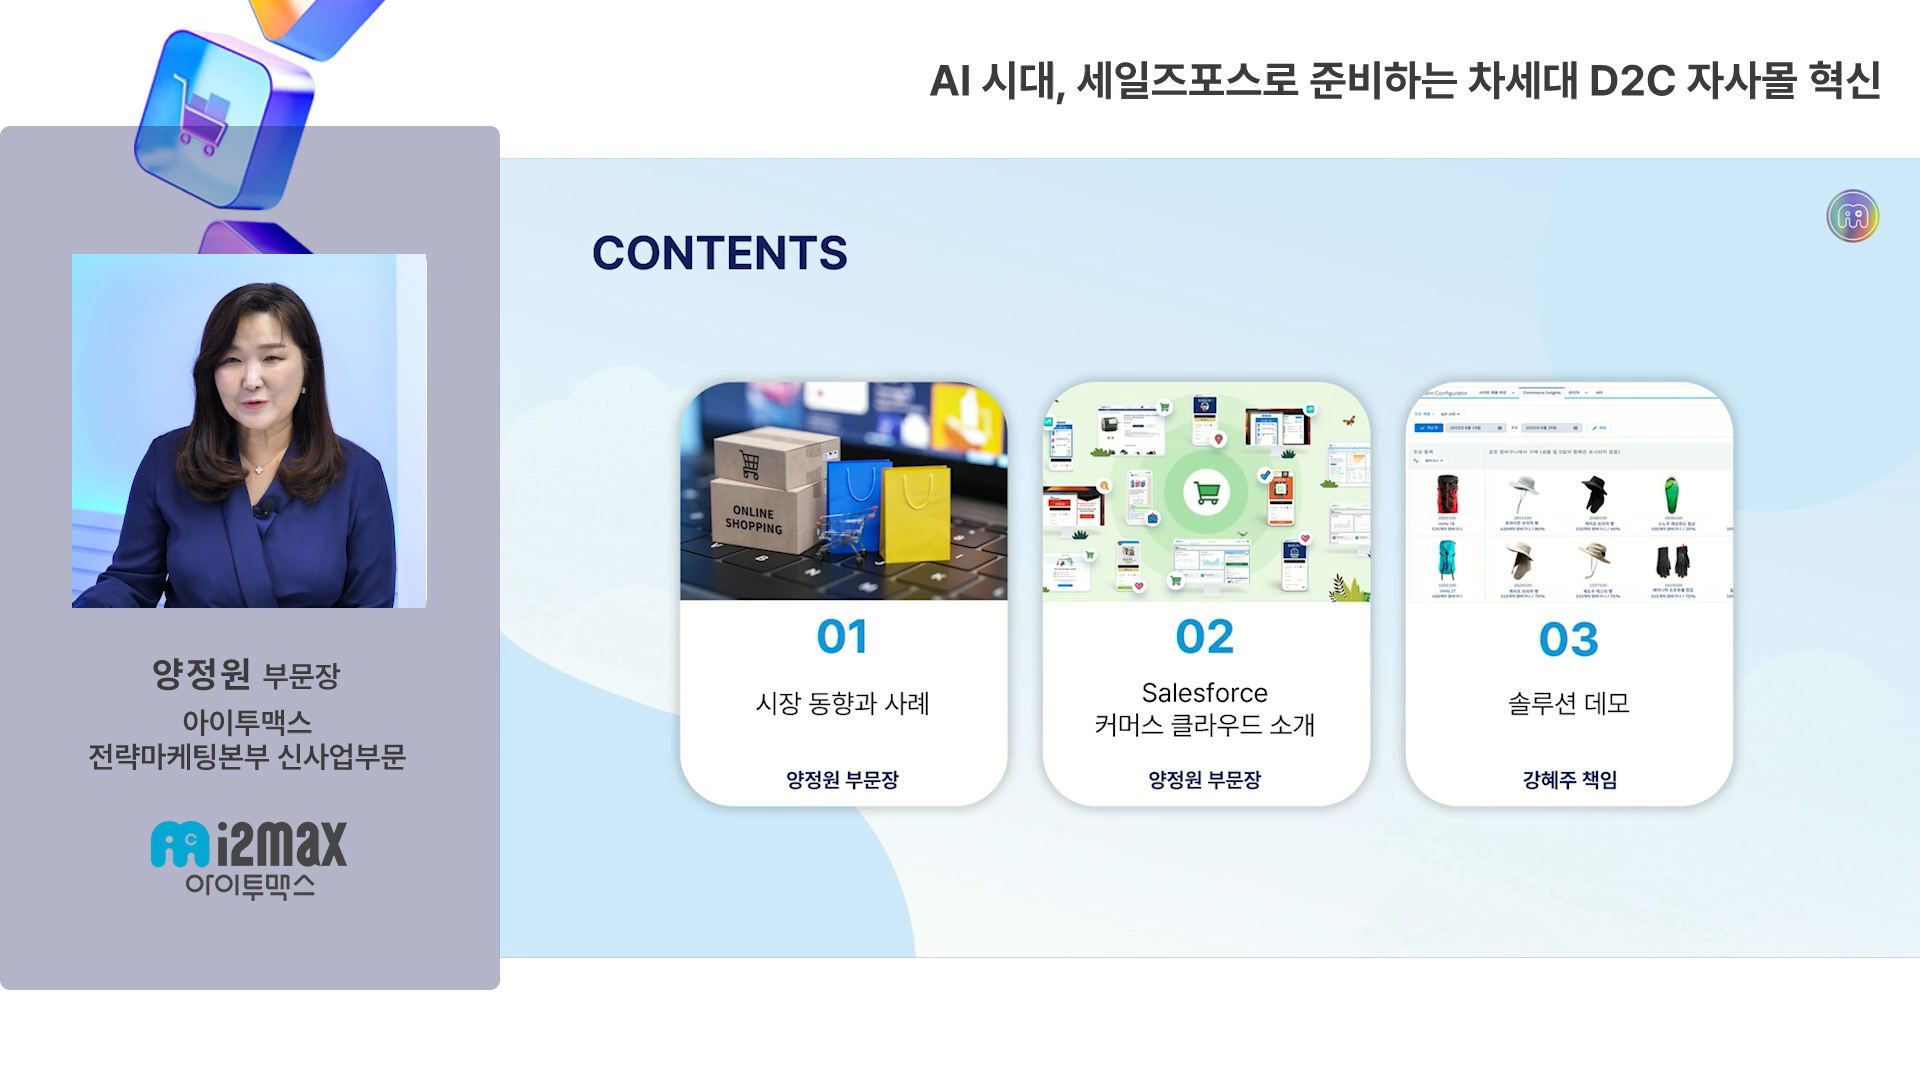 AI 시대, 세일즈포스로 준비하는 차세대 D2C 자사몰 혁신
CONTENTS
ONLINE
SHOPPING
01
시장 동향과 사례
양정원 부문장
02
Salesforce
커머스 클라우드 소개
양정원 부문장
Commerce Insights
03
솔루션 데모
강혜주 책임
양정원 부문장
아이투맥스
전략마케팅본부 신사업부문
i2max
아이투맥스